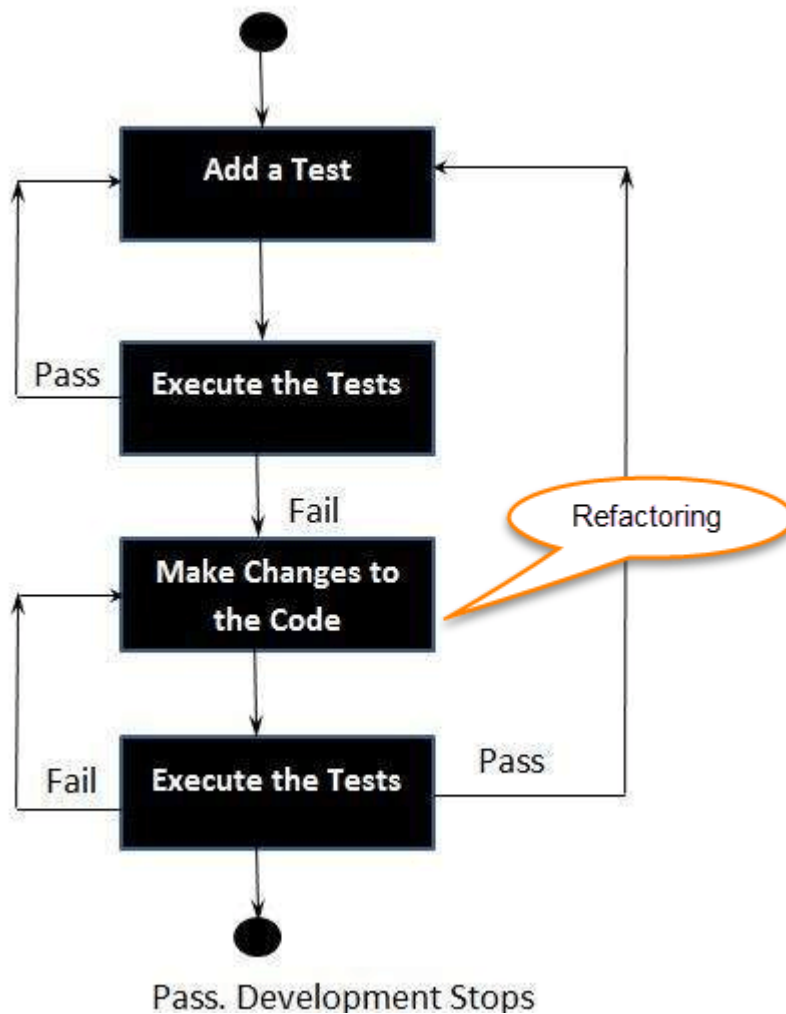 Add a Test
Pass
Execute the Tests
Fail
Refactoring
Make Changes to
the Code
Fail
Execute the Tests
Pass
Pass. Development Stops